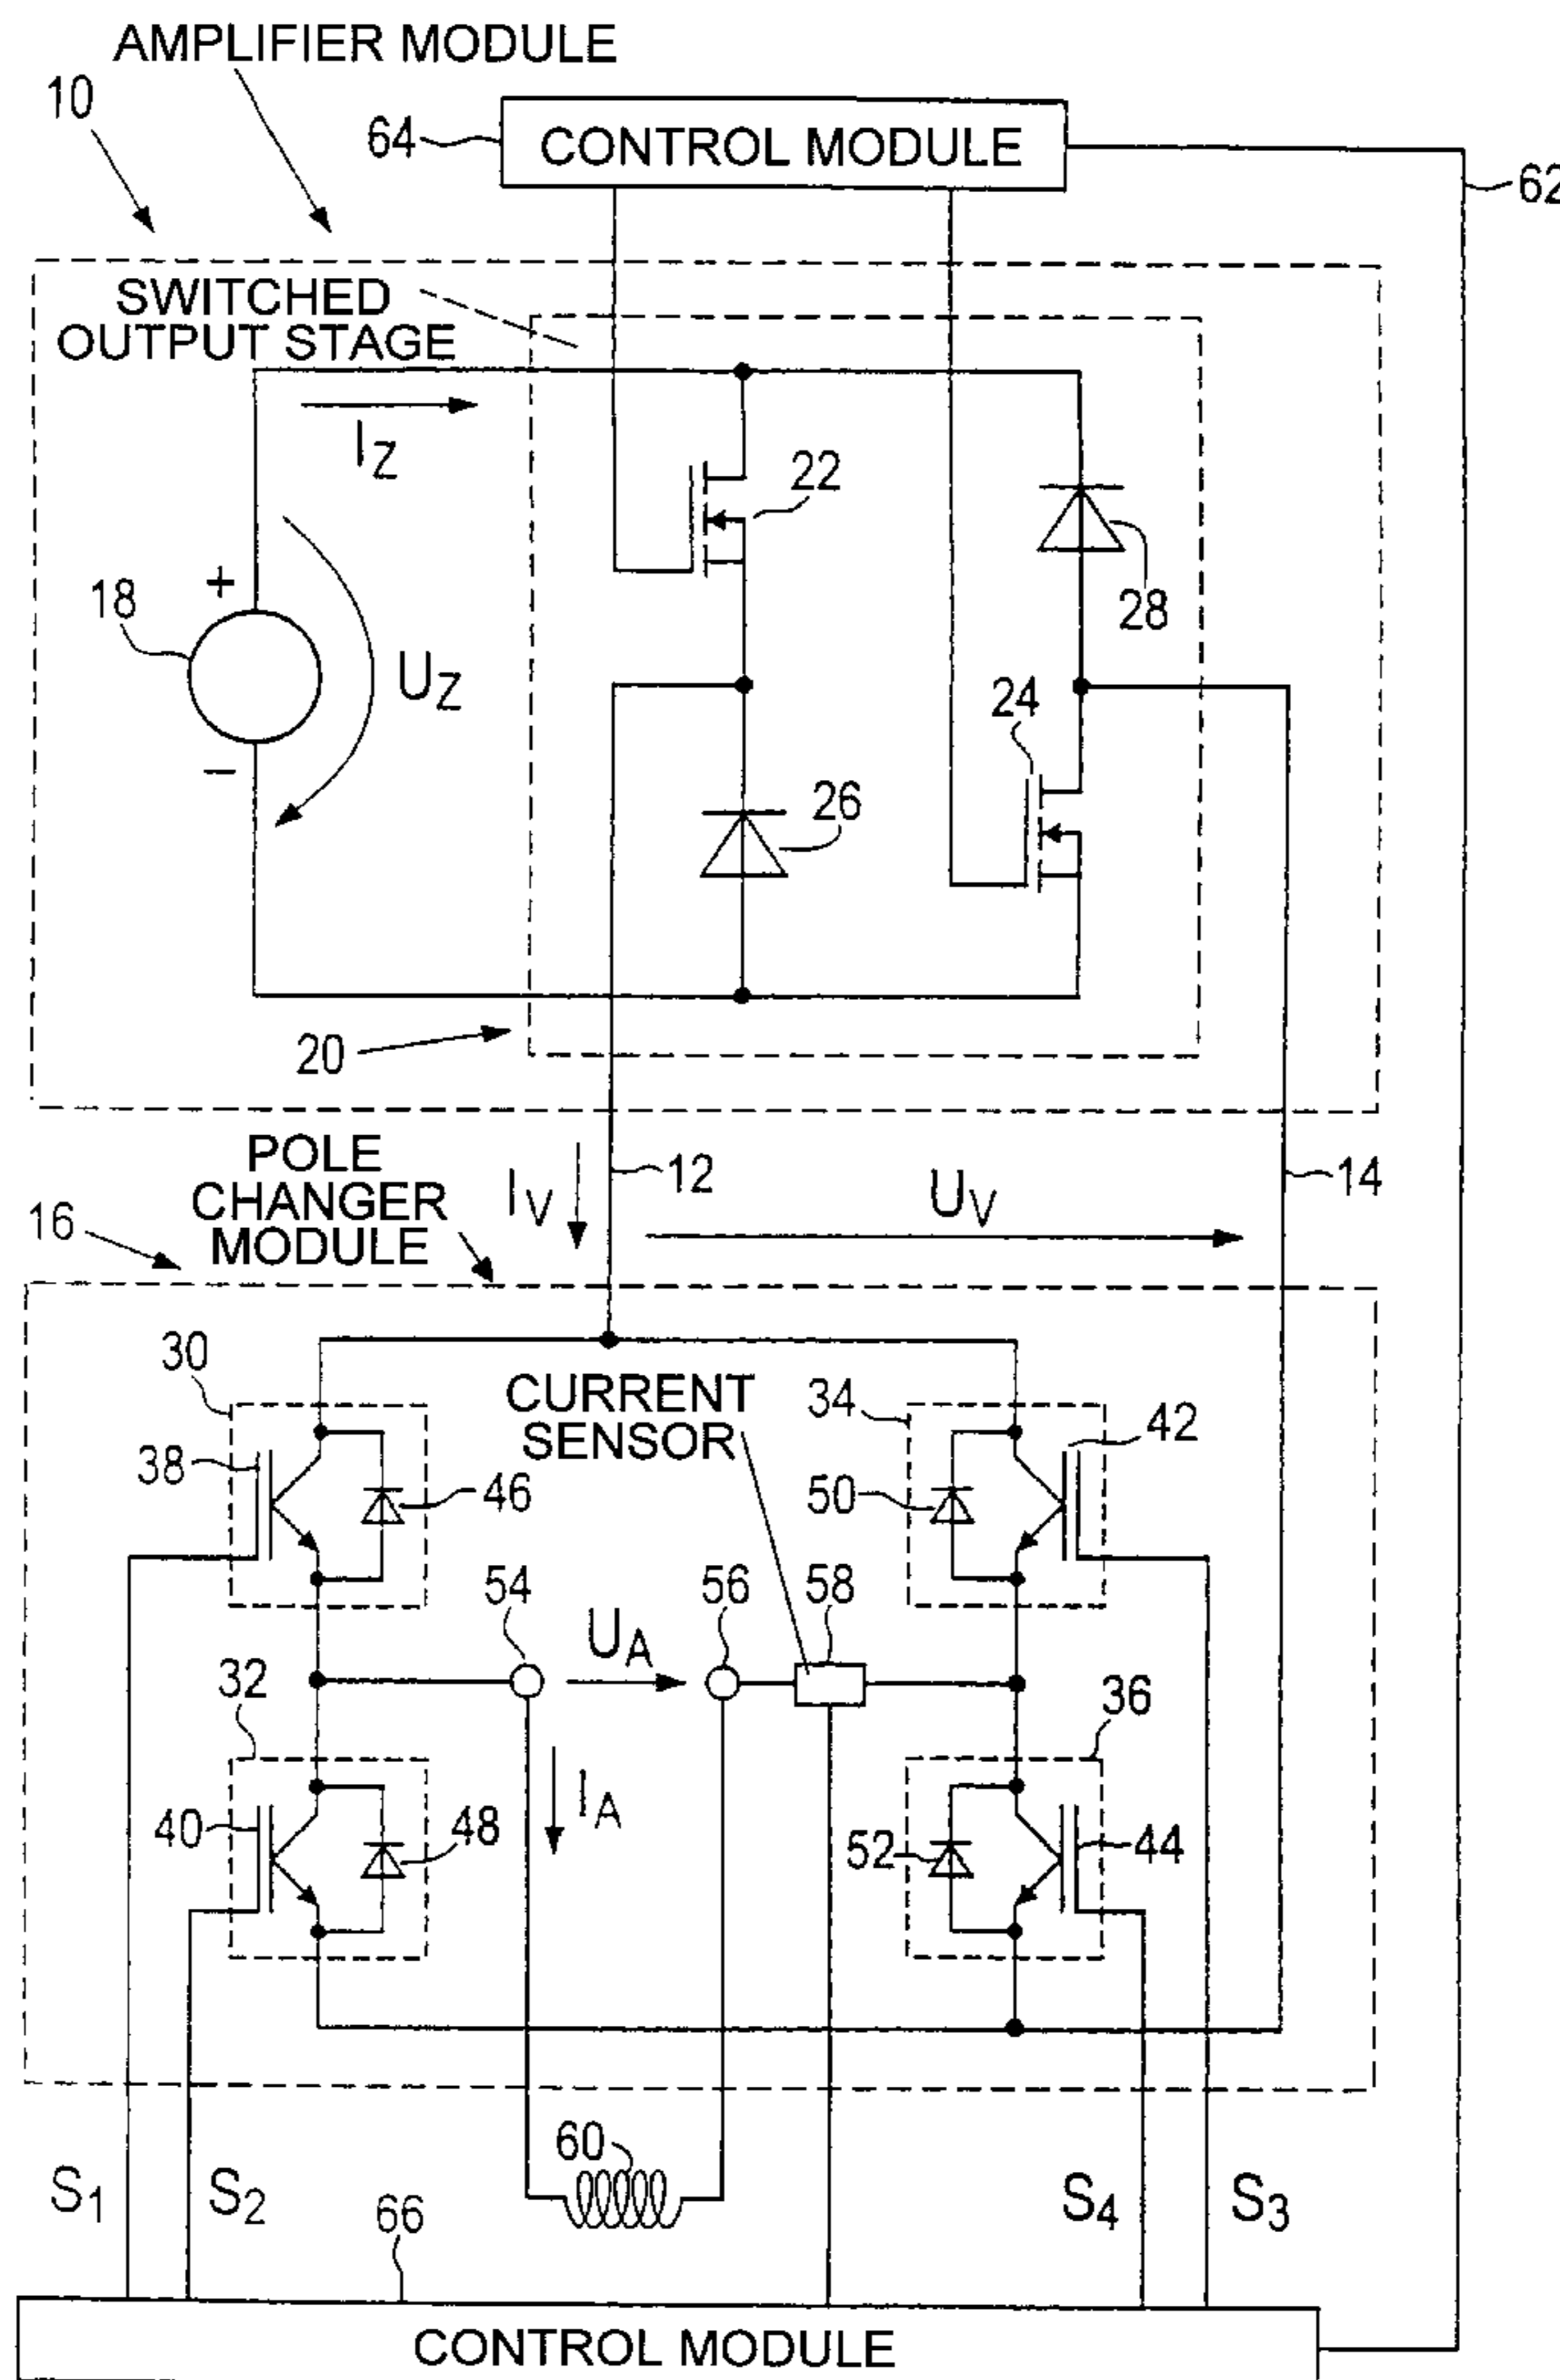 AMPLIFIER MODULE
10
64
CONTROL MODULE
62
SWITCHED
OUTPUT STAGE
IZ
22
28
18
+
UZ
−
24
26
20
POLE
CHANGER
MODULE
16
IV
12
UV
14
30
CURRENT
SENSOR
34
42
38
46
50
54
56
58
UA
32
36
IA
40
48
52
44
60
S1
S2
66
S4
S3
CONTROL MODULE